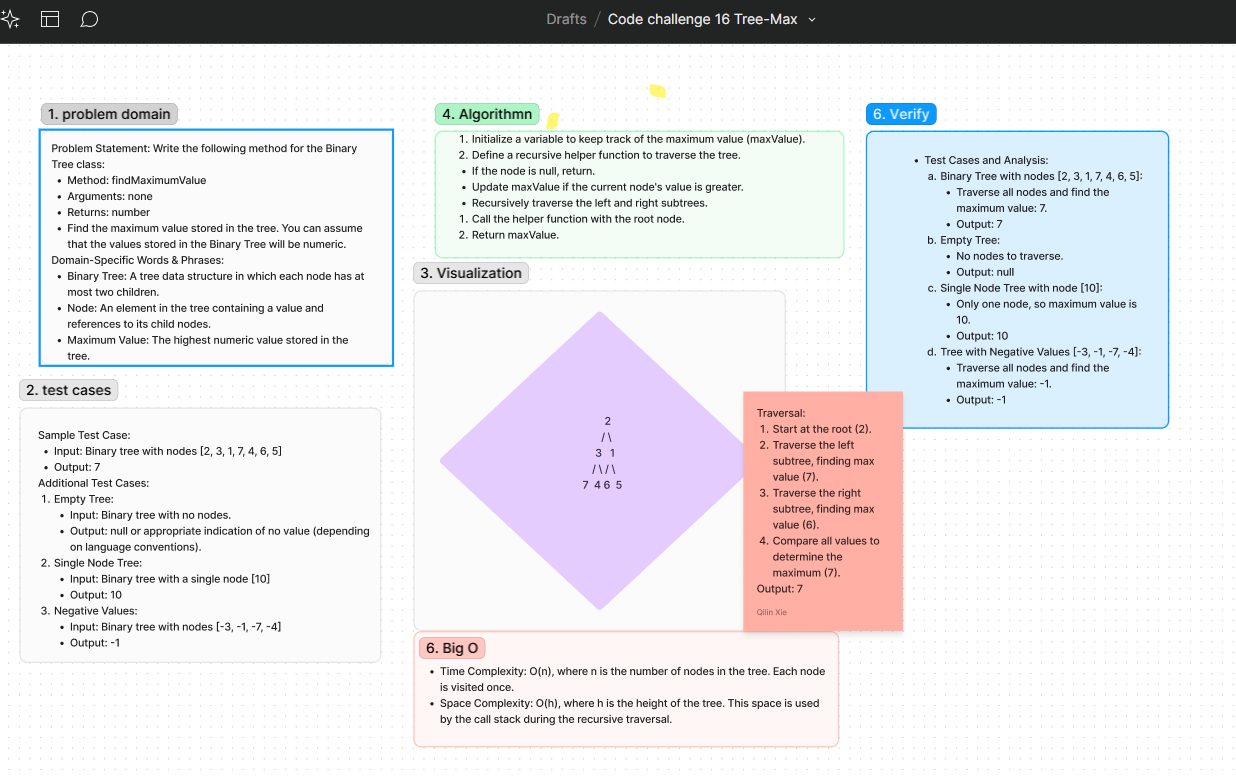 Drafts / Code challenge 16 Tree-Max
1. problem domain
Problem Statement: Write the following method for the Binary
Tree class:
• Method: findMaximumValue
• Arguments: none
• Returns: number
• Find the maximum value stored in the tree. You can assume
that the values stored in the Binary Tree will be numeric.
Domain-Specific Words & Phrases:
• Binary Tree: A tree data structure in which each node has at
most two children.
• Node: An element in the tree containing a value and
references to its child nodes.
• Maximum Value: The highest numeric value stored in the
tree.
2. test cases
Sample Test Case:
• Input: Binary tree with nodes [2, 3, 1, 7, 4, 6, 5]
• Output: 7
Additional Test Cases:
1. Empty Tree:
• Input: Binary tree with no nodes.
• Output: null or appropriate indication of no value (depending
on language conventions).
2. Single Node Tree:
• Input: Binary tree with a single node [10]
• Output: 10
3. Negative Values:
• Input: Binary tree with nodes [-3, -1, -7, -4]
• Output: -1
4. Algorithmn
1. Initialize a variable to keep track of the maximum value (maxValue).
2. Define a recursive helper function to traverse the tree.
• If the node is null, return.
• Update maxValue if the current node's value is greater.
• Recursively traverse the left and right subtrees.
1. Call the helper function with the root node.
2. Return maxValue.
3. Visualization
2
/ \
3 1
/ \ / \
7 4 6 5
Traversal:
1. Start at the root (2).
2. Traverse the left
subtree, finding max
value (7).
3. Traverse the right
subtree, finding max
value (6).
4. Compare all values to
determine the
maximum (7).
Output: 7
Qilin Xie
6. Big O
• Time Complexity: O(n), where n is the number of nodes in the tree. Each node
is visited once.
• Space Complexity: O(h), where h is the height of the tree. This space is used
by the call stack during the recursive traversal.
6. Verify
• Test Cases and Analysis:
a. Binary Tree with nodes [2, 3, 1, 7, 4, 6, 5]:
• Traverse all nodes and find the
maximum value: 7.
• Output: 7
b. Empty Tree:
• No nodes to traverse.
• Output: null
c. Single Node Tree with node [10]:
• Only one node, so maximum value is
10.
• Output: 10
d. Tree with Negative Values [-3, -1, -7, -4]:
• Traverse all nodes and find the
maximum value: -1.
• Output: -1